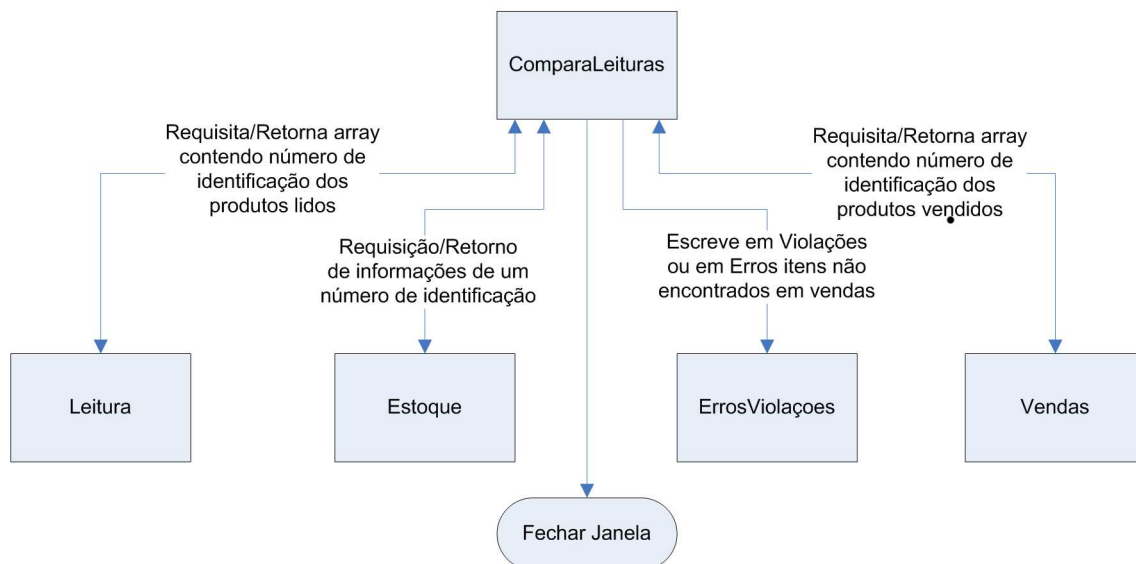 ComparaLeituras
Requisita/Retorna array
contendo número de
identificação dos
produtos lidos
Requisita/Retorna array
contendo número de
identificação dos
produtos vendidos
Requisição/Retorno
de informações de um
número de identificação
Escreve em Violações
ou em Erros itens não
encontrados em vendas
Leitura
Estoque
ErrosViolaçoes
Vendas
Fechar Janela